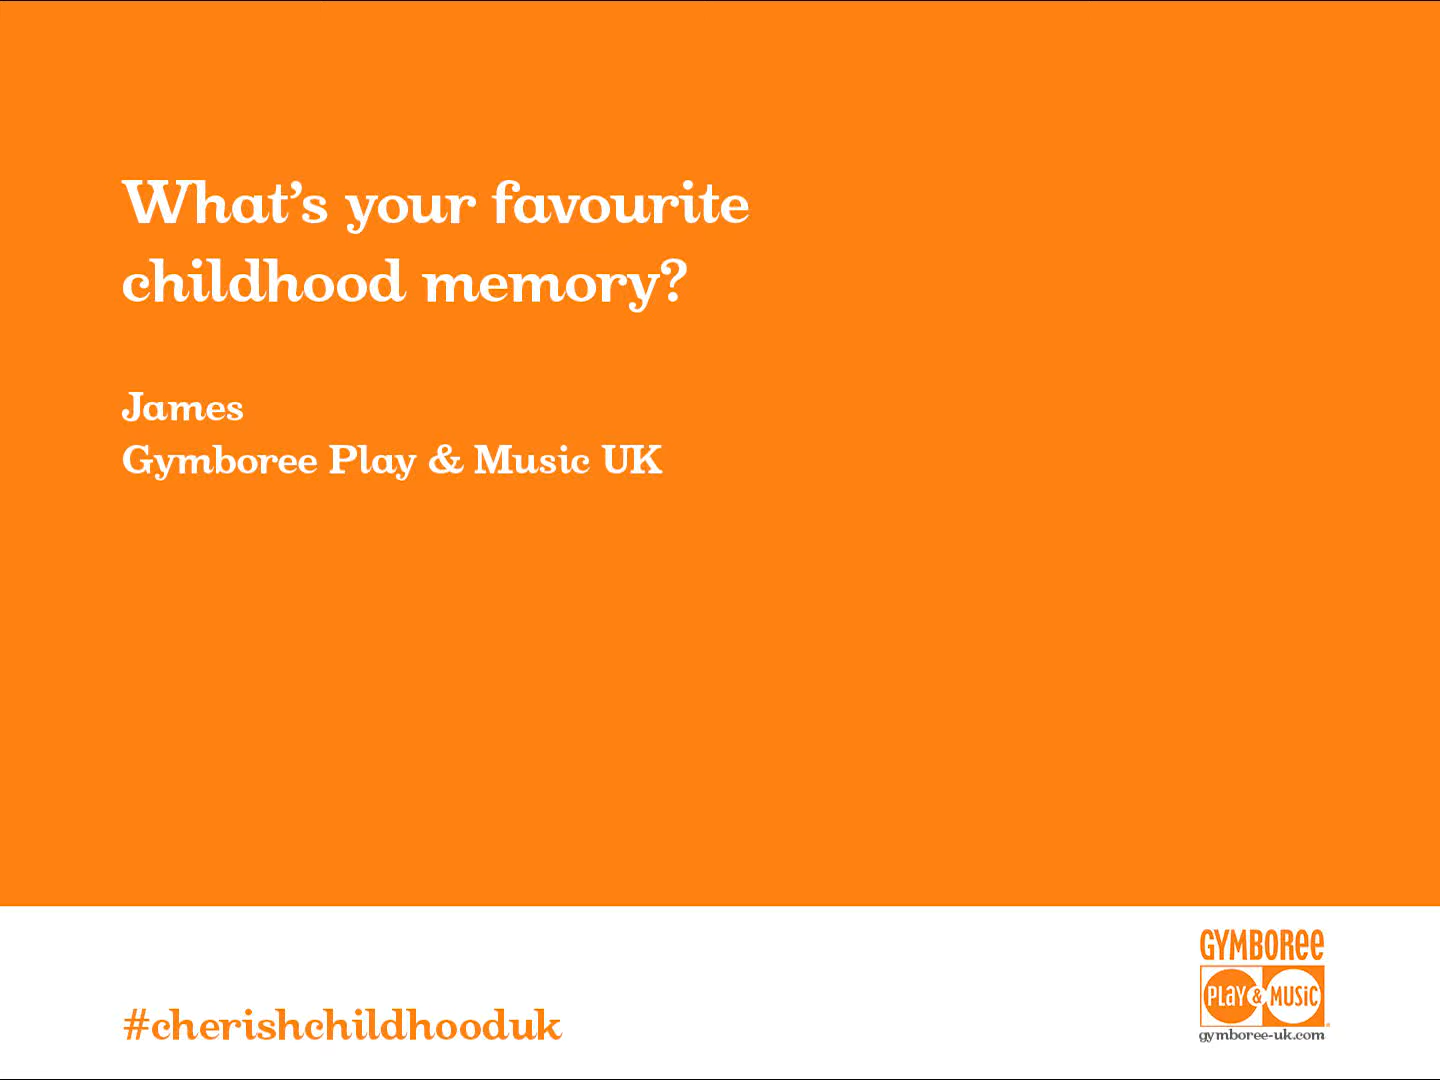 What's your favourite
childhood memory?
James
Gymboree Play & Music UK
#cherishchildhooduk
GYMBOREE
PLAY & MUSIC
gymboree-uk.com